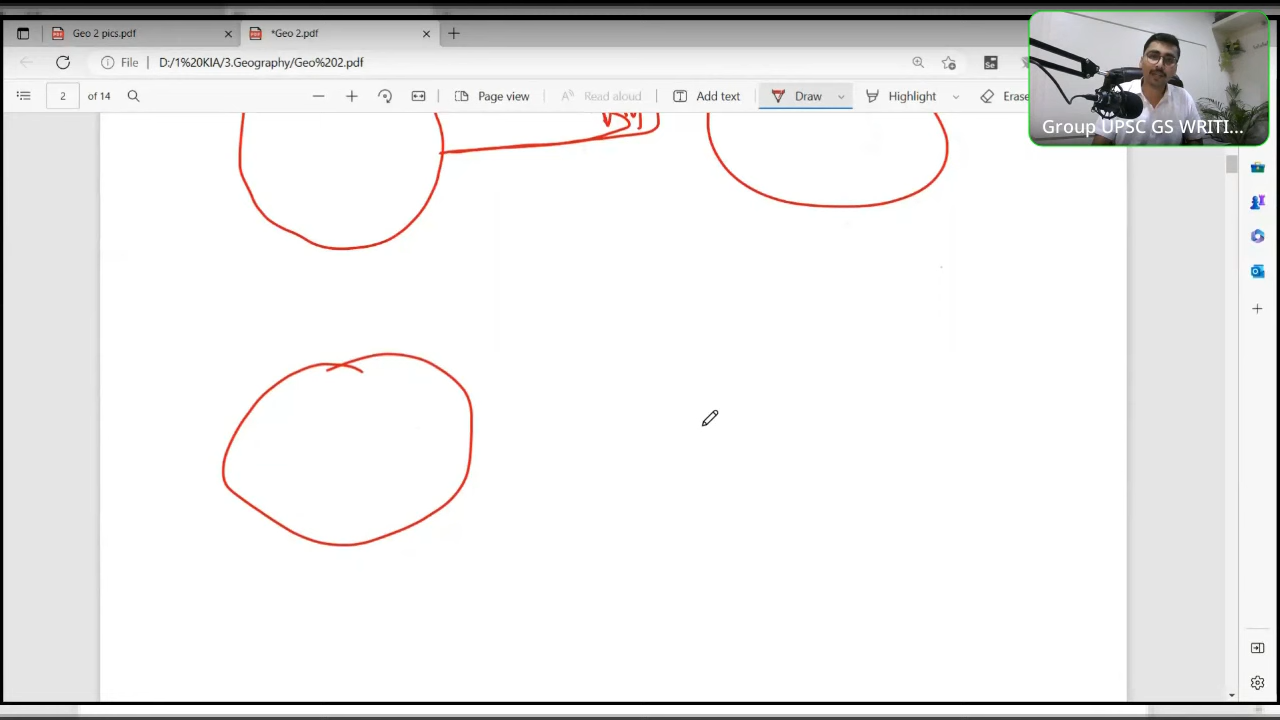 Geo 2 pics.pdf
*Geo 2.pdf
File
D:/1%20KIA/3.Geography/Geo%202.pdf
2
of 14
Page view
Read aloud
Add text
Draw
Highlight
Erase
Group UPSC GS WRITI...
Se